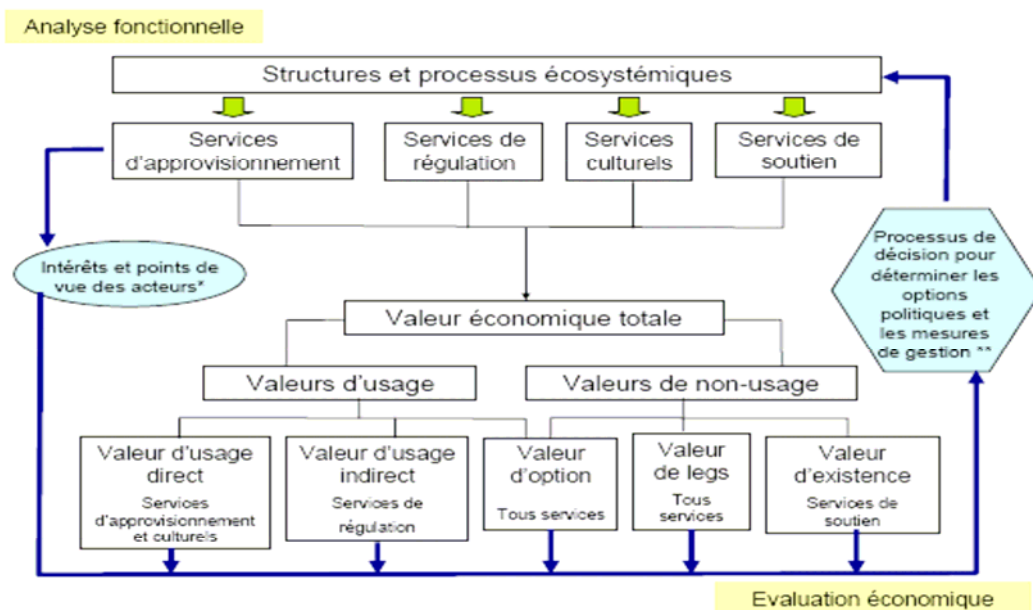 Analyse fonctionnelle
Structures et processus écosystémiques
Services
d'approvisionnement
Services de
régulation
Services
culturels
Services de
soutien
Intérêts et points de
vue des acteurs*
Processus de
décision pour
déterminer les
options
politiques et
les mesures
de gestion **
Valeur économique totale
Valeurs d'usage
Valeurs de non-usage
Valeur d'usage
direct
Services
d'approvisionnement
et culturels
Valeur d'usage
indirect
Services de
régulation
Valeur
d'option
Tous services
Valeur
de legs
Tous
services
Valeur
d'existence
Services de
soutien
Evaluation économique